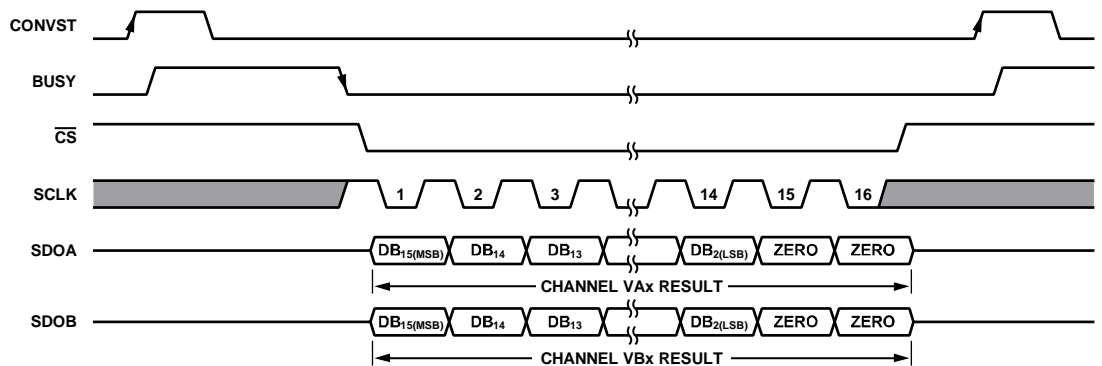 CONVST
BUSY
CS
SCLK 1 2 3 14 15 16
SDOA DB15(MSB) DB14 DB13 DB2(LSB) ZERO ZERO
CHANNEL VAx RESULT
SDOB DB15(MSB) DB14 DB13 DB2(LSB) ZERO ZERO
CHANNEL VBx RESULT